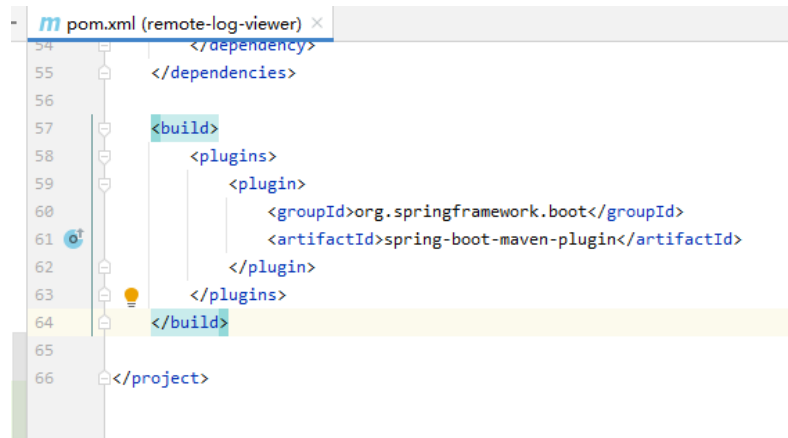 pom.xml (remote-log-viewer)
54 </dependency>
55 </dependencies>
56
57 <build>
58 <plugins>
59 <plugin>
60 <groupId>org.springframework.boot</groupId>
61 <artifactId>spring-boot-maven-plugin</artifactId>
62 </plugin>
63 </plugins>
64 </build>
65
66 </project>